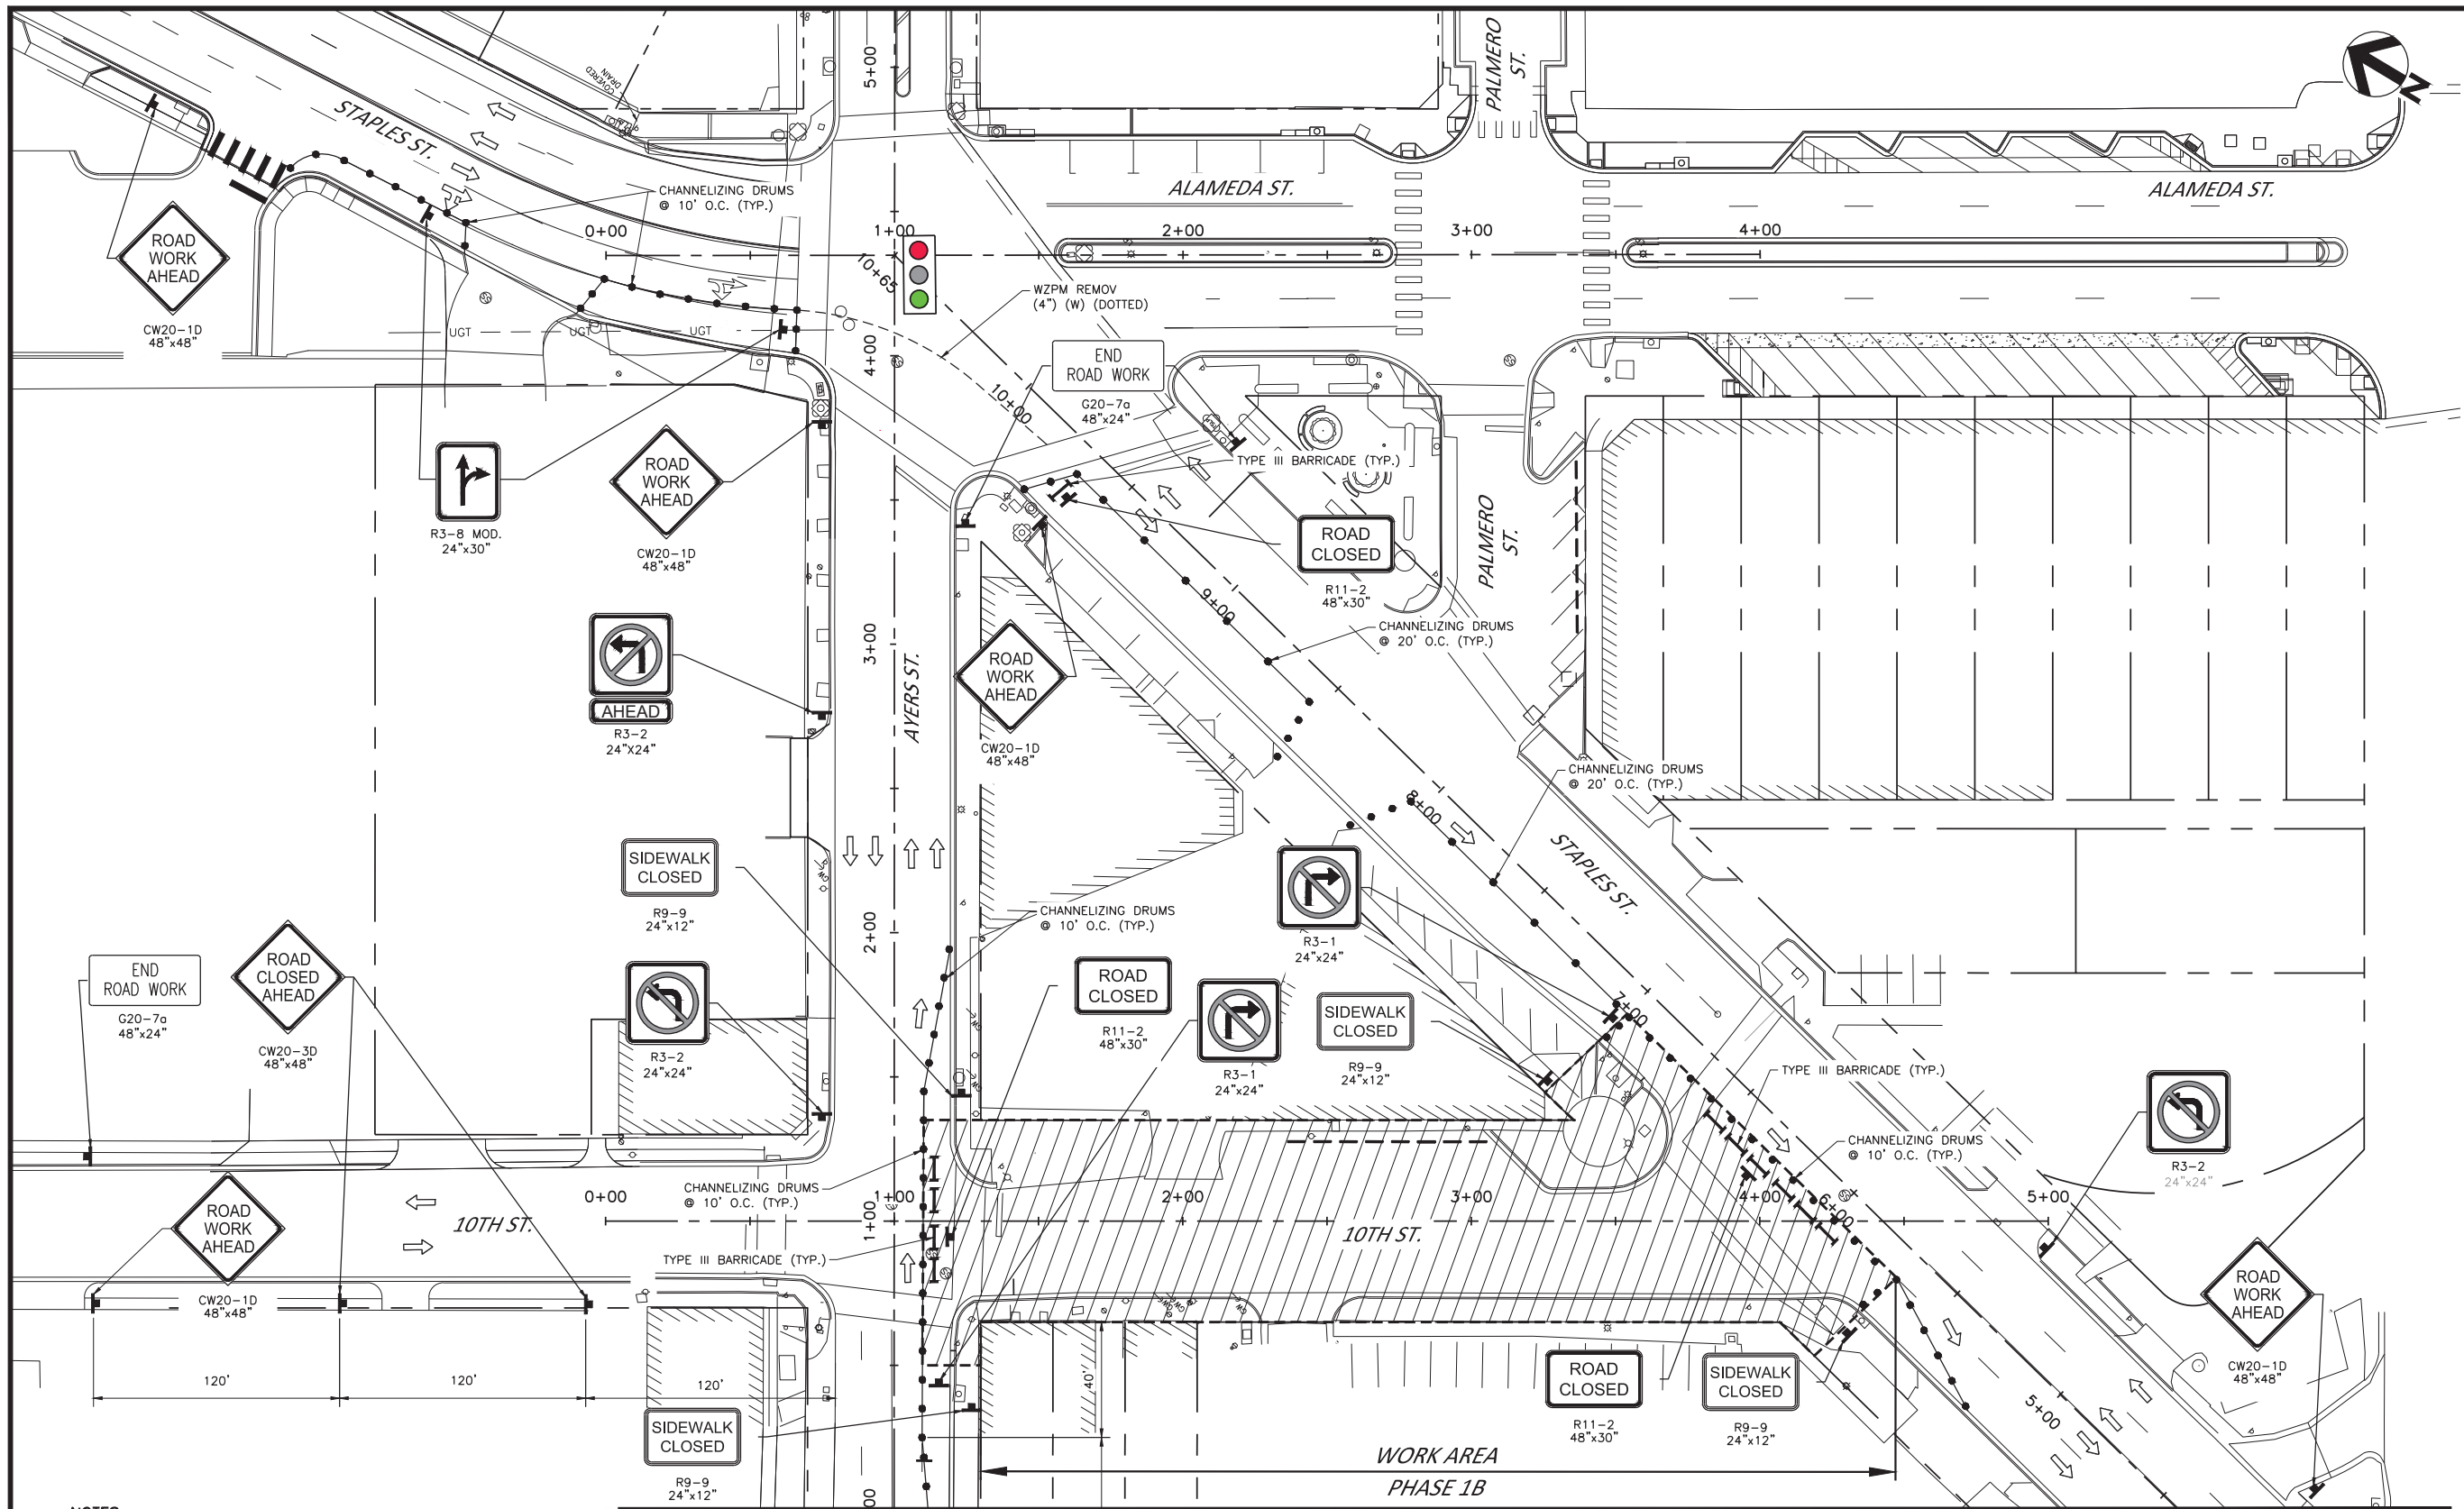 5+00
PALMERO
ST.
N
COVERED
DRAIN
STAPLES ST.
CHANNELIZING DRUMS
@ 10' O.C. (TYP.)
ALAMEDA ST.
ALAMEDA ST.
ROAD
WORK
AHEAD
CW20-1D
48"x48"
0+00
1+00
2+00
3+00
4+00
10+65
WZPM REMOV
(4") (W) (DOTTED)
UGT
UGT
UGT
4+00
END
ROAD WORK
G20-7a
48"x24"
10+00
TYPE III BARRICADE (TYP.)
R3-8 MOD.
24"x30"
ROAD
WORK
AHEAD
CW20-1D
48"x48"
ROAD
CLOSED
R11-2
48"x30"
PALMERO
ST.
9+00
CHANNELIZING DRUMS
@ 20' O.C. (TYP.)
3+00
AYERS ST.
ROAD
WORK
AHEAD
CW20-1D
48"x48"
AHEAD
R3-2
24"X24"
CHANNELIZING DRUMS
@ 20' O.C. (TYP.)
8+00
STAPLES ST.
SIDEWALK
CLOSED
R9-9
24"x12"
2+00
CHANNELIZING DRUMS
@ 10' O.C. (TYP.)
R3-1
24"x24"
END
ROAD WORK
G20-7a
48"x24"
ROAD
CLOSED
AHEAD
CW20-3D
48"x48"
R3-2
24"x24"
ROAD
CLOSED
R11-2
48"x30"
R3-1
24"x24"
SIDEWALK
CLOSED
R9-9
24"x12"
7+00
TYPE III BARRICADE (TYP.)
CHANNELIZING DRUMS
@ 10' O.C. (TYP.)
R3-2
24"x24"
ROAD
WORK
AHEAD
CW20-1D
48"x48"
10TH ST.
0+00
CHANNELIZING DRUMS
@ 10' O.C. (TYP.)
1+00
1+00
2+00
3+00
4+00
6+00
5+00
10TH ST.
TYPE III BARRICADE (TYP.)
ROAD
WORK
AHEAD
CW20-1D
48"x48"
120'
120'
120'
40'
SIDEWALK
CLOSED
R9-9
24"x12"
ROAD
CLOSED
R11-2
48"x30"
SIDEWALK
CLOSED
R9-9
24"x12"
5+00
WORK AREA
PHASE 1B